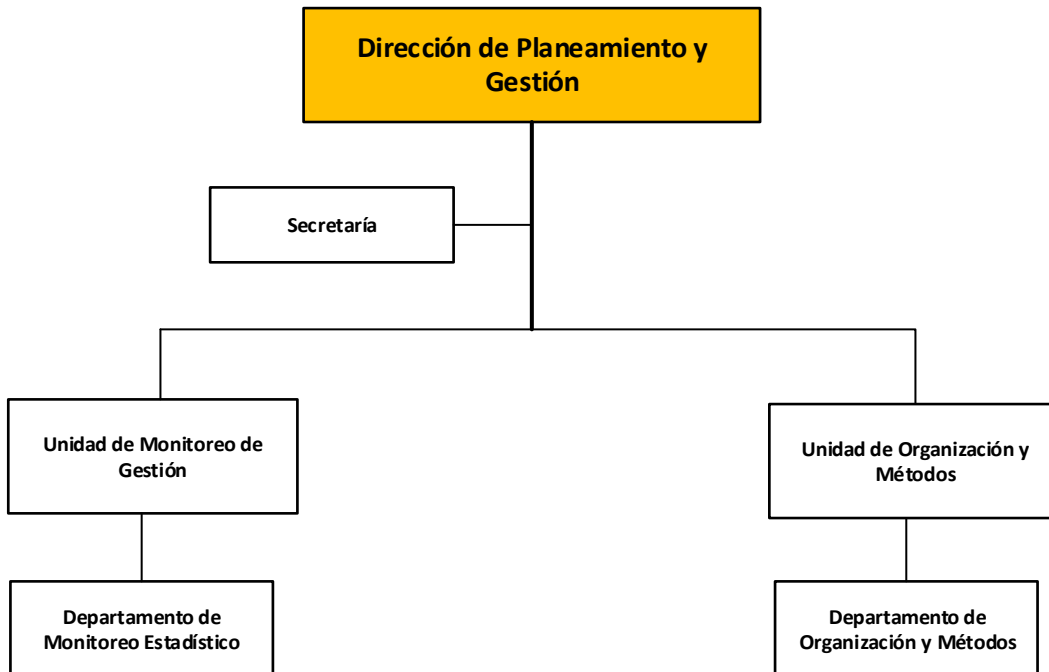 Dirección de Planeamiento y
Gestión
Secretaría
Unidad de Monitoreo de
Gestión
Unidad de Organización y
Métodos
Departamento de
Monitoreo Estadístico
Departamento de
Organización y Métodos